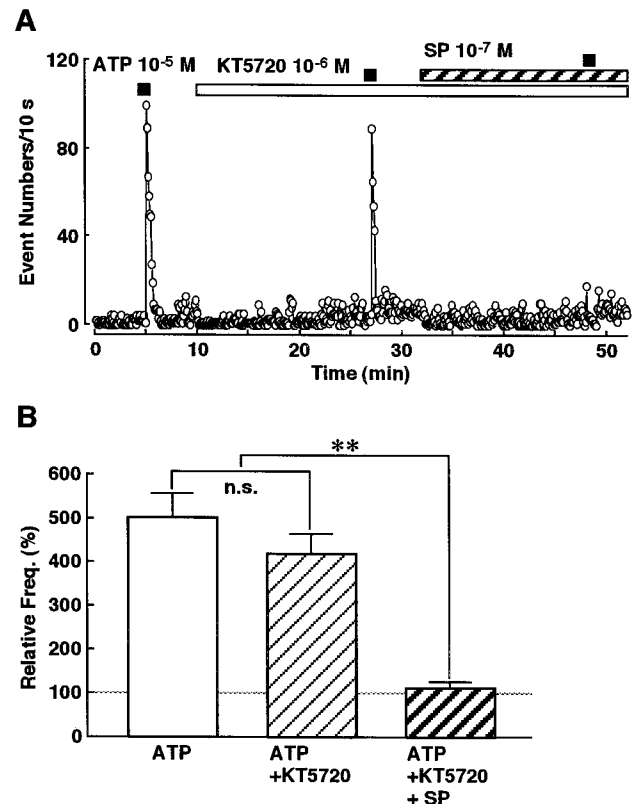 A
ATP 10-5 M
KT5720 10-6 M
SP 10-7 M
Event Numbers/10 s
120
80
40
0
0 10 20 30 40 50
Time (min)
B
**
n.s.
Relative Freq. (%)
600
500
400
300
200
100
0
ATP
ATP
+KT5720
ATP
+KT5720
+ SP